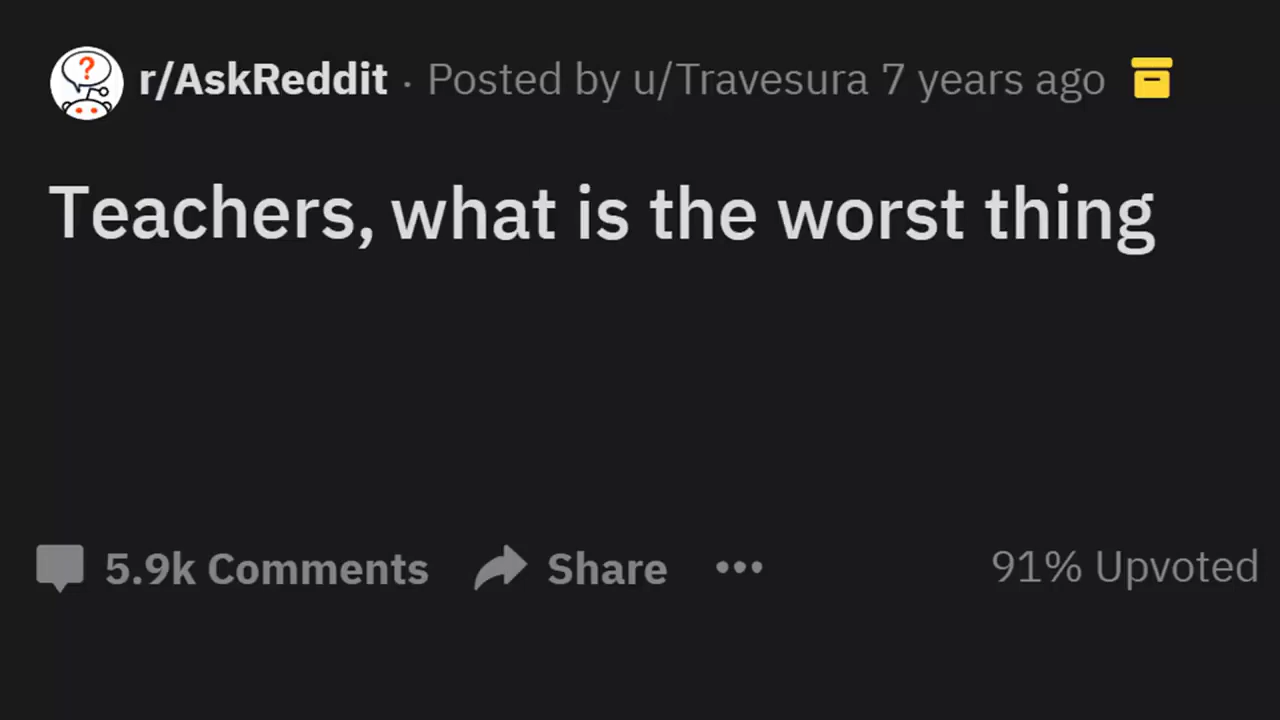 r/AskReddit · Posted by u/Travesura 7 years ago
Teachers, what is the worst thing
5.9k Comments Share ••• 91% Upvoted